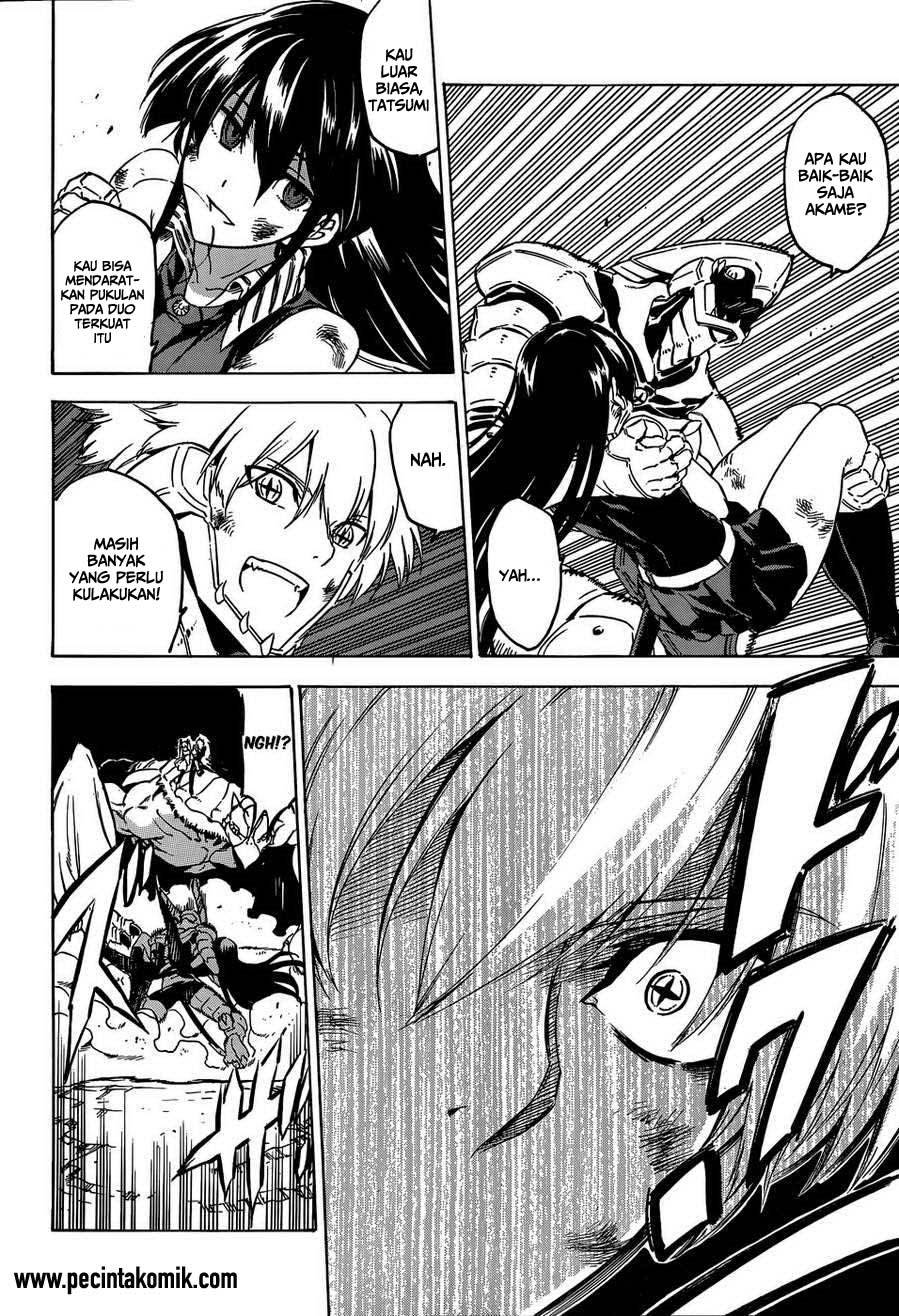 APA KAU
BAIK-BAIK
SAJA
AKAME?
YAH...
KAU
LUAR
BIASA,
TATSUMI
KAU BISA
MENDARAT-
KAN PUKULAN
PADA DUO
TERKUAT
ITU
NAH.
MASIH
BANYAK
YANG PERLU
KULAKUKAN!
NGH!?
www.pecintakomik.com